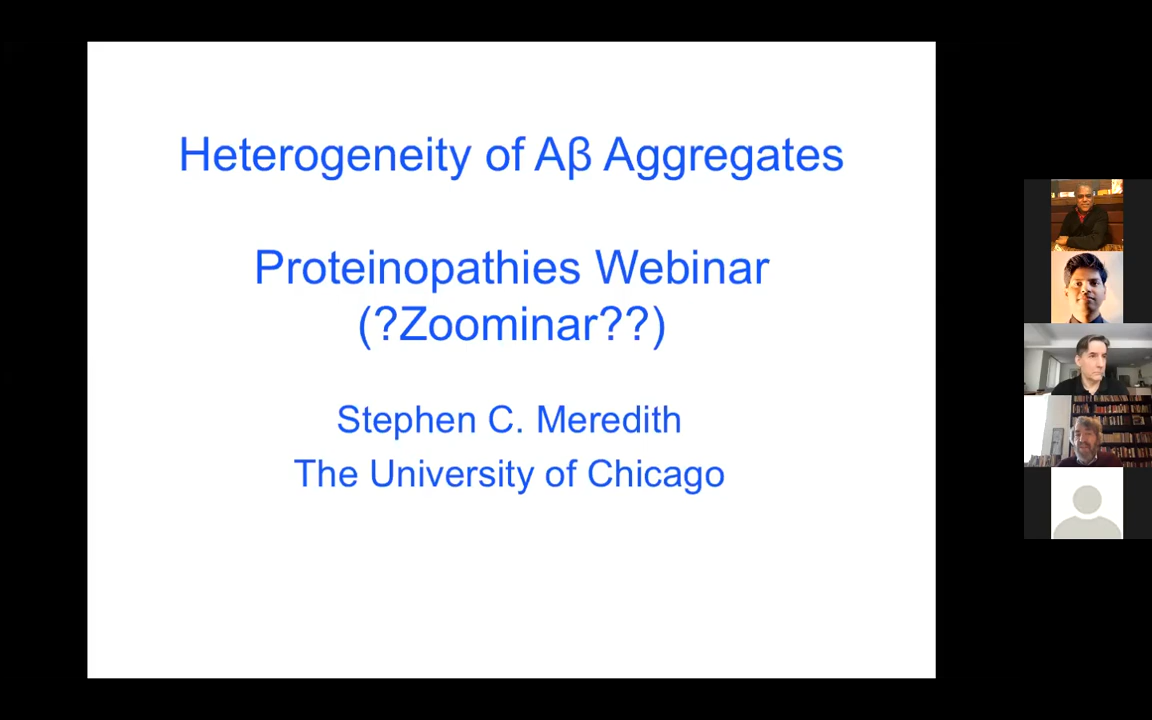 Heterogeneity of Aβ Aggregates
Proteinopathies Webinar
(?Zoominar??)
Stephen C. Meredith
The University of Chicago